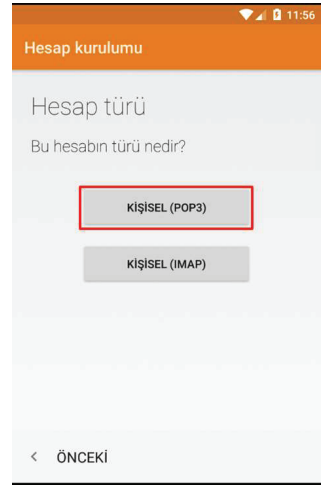 11:56
Hesap kurulumu
Hesap türü
Bu hesabın türü nedir?
KİŞİSEL (POP3)
KİŞİSEL (IMAP)
ÖNCEKİ